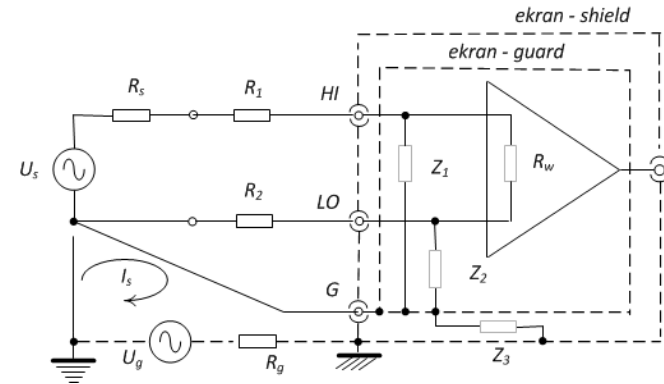 ekran - shield
ekran - guard
Rs
R1
HI
Us
Z1
Rw
R2
LO
Z2
Is
G
Ug
Rg
Z3